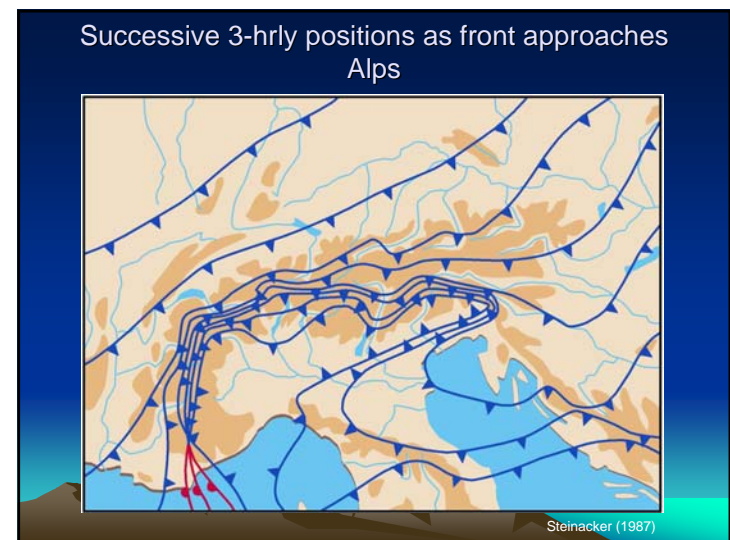 Successive 3-hrly positions as front approaches
Alps
Steinacker (1987)